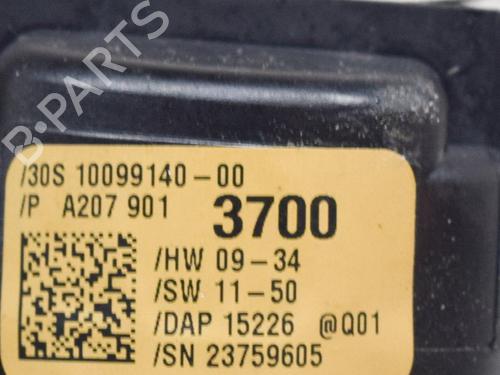 B-PARTS
/30S 10099140-00
/P A207 901 3700
/HW 09-34
/SW 11-50
/DAP 15226 @Q01
/SN 23759605